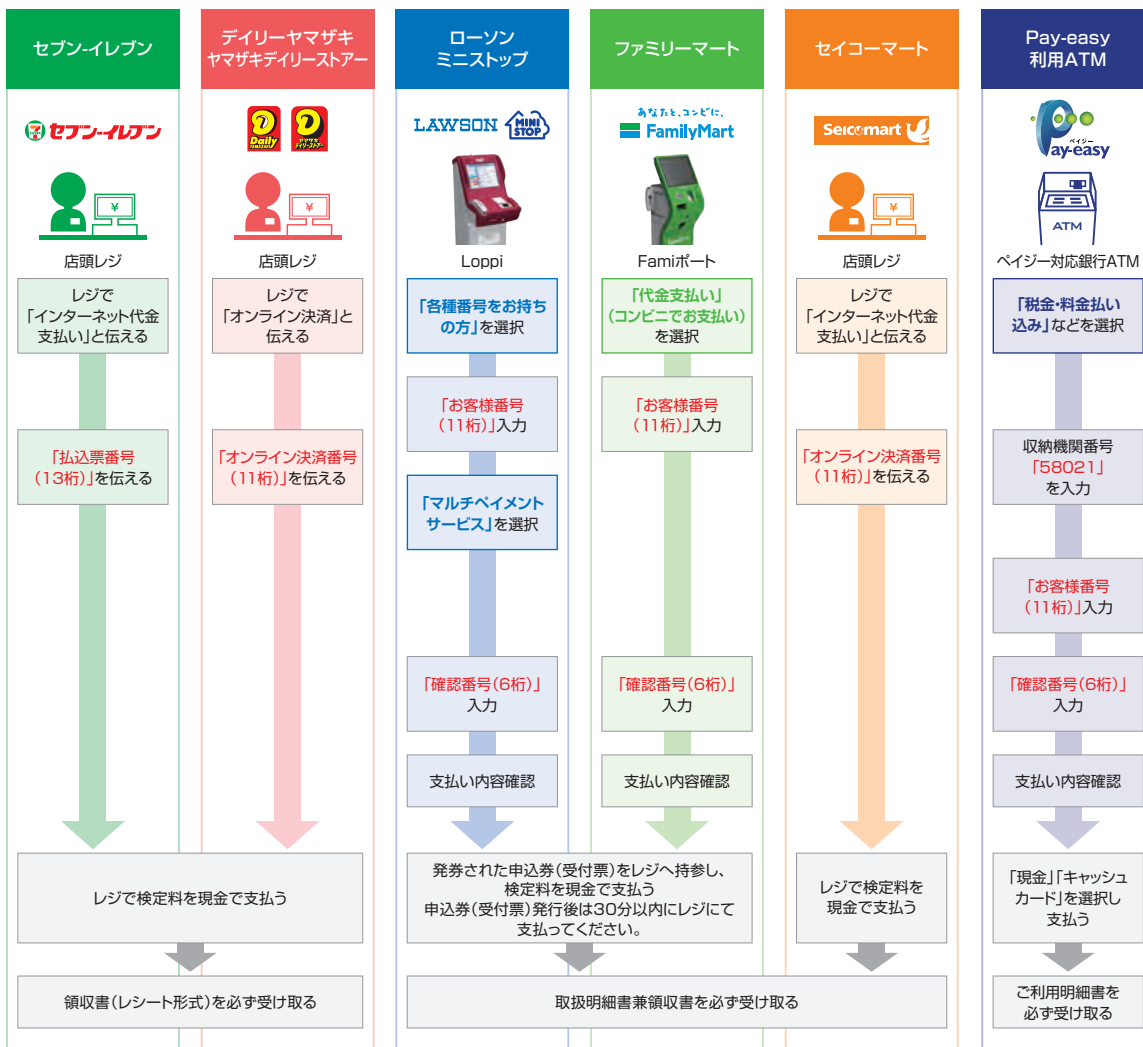 セブン-イレブン
デイリーヤマザキ
ヤマザキデイリーストアー
ローソン
ミニストップ
ファミリーマート
セイコーマート
Pay-easy
利用ATM
セブン-イレブン
Daily
YAMAZAKI
ヤマザキ
デイリーストアー
LAWSON
MINI
STOP
あなたと、コンビに、
FamilyMart
Seicomart
ペイジー
Pay-easy
¥
¥
¥
ATM
店頭レジ
店頭レジ
Loppi
Famiポート
店頭レジ
ペイジー対応銀行ATM
レジで
「インターネット代金
支払い」と伝える
レジで
「オンライン決済」と
伝える
「各種番号をお持ち
の方」を選択
「代金支払い」
(コンビニでお支払い)
を選択
レジで
「インターネット代金
支払い」と伝える
「税金・料金払い
込み」などを選択
「お客様番号
(11桁)」入力
「お客様番号
(11桁)」入力
「払込票番号
(13桁)」を伝える
「オンライン決済番号
(11桁)」を伝える
「マルチペイメント
サービス」を選択
「オンライン決済番号
(11桁)」を伝える
収納機関番号
「58021」
を入力
「お客様番号
(11桁)」入力
「確認番号(6桁)」
入力
「確認番号(6桁)」
入力
「確認番号(6桁)」
入力
支払い内容確認
支払い内容確認
支払い内容確認
レジで検定料を現金で支払う
発券された申込券(受付票)をレジへ持参し、
検定料を現金で支払う
申込券(受付票)発行後は30分以内にレジにて
支払ってください。
レジで検定料を
現金で支払う
「現金」「キャッシュ
カード」を選択し
支払う
領収書(レシート形式)を必ず受け取る
取扱明細書兼領収書を必ず受け取る
ご利用明細書を
必ず受け取る